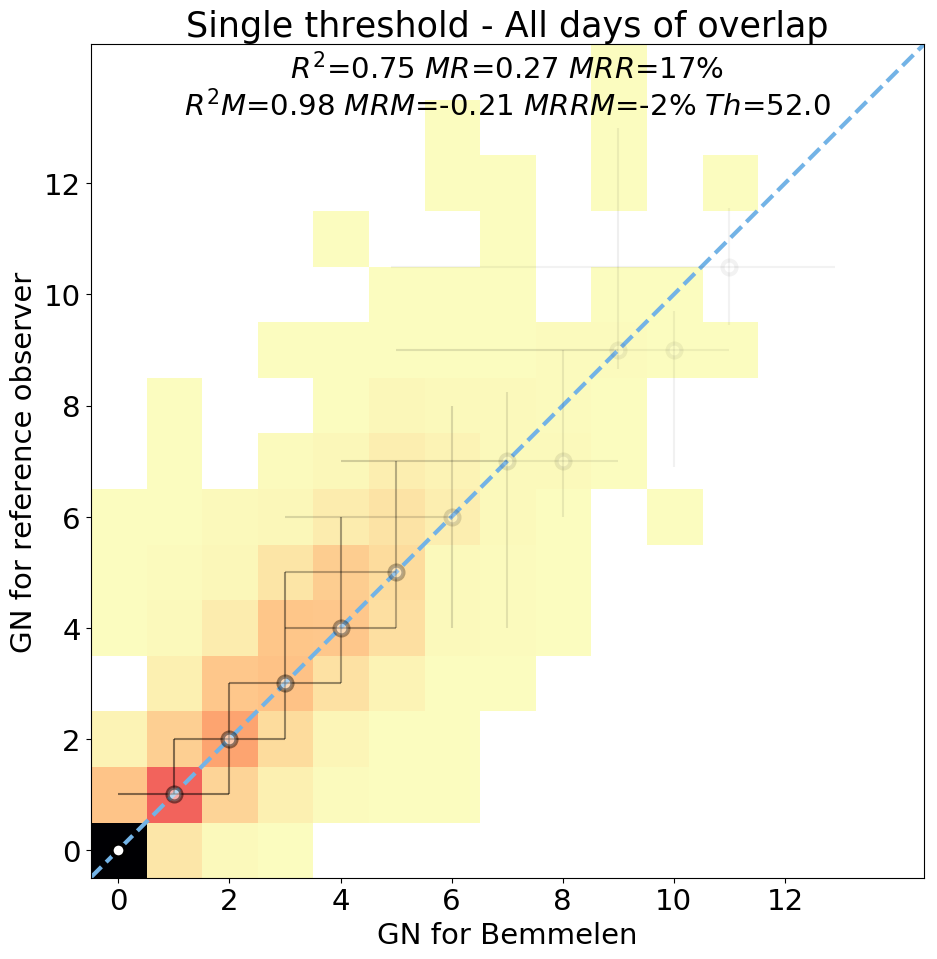 Single threshold - All days of overlap
R²=0.75 MR=0.27 MRR=17%
R²M=0.98 MRM=-0.21 MRRM=-2% Th=52.0
12
10
8
6
4
2
0
GN for reference observer
0 2 4 6 8 10 12
GN for Bemmelen